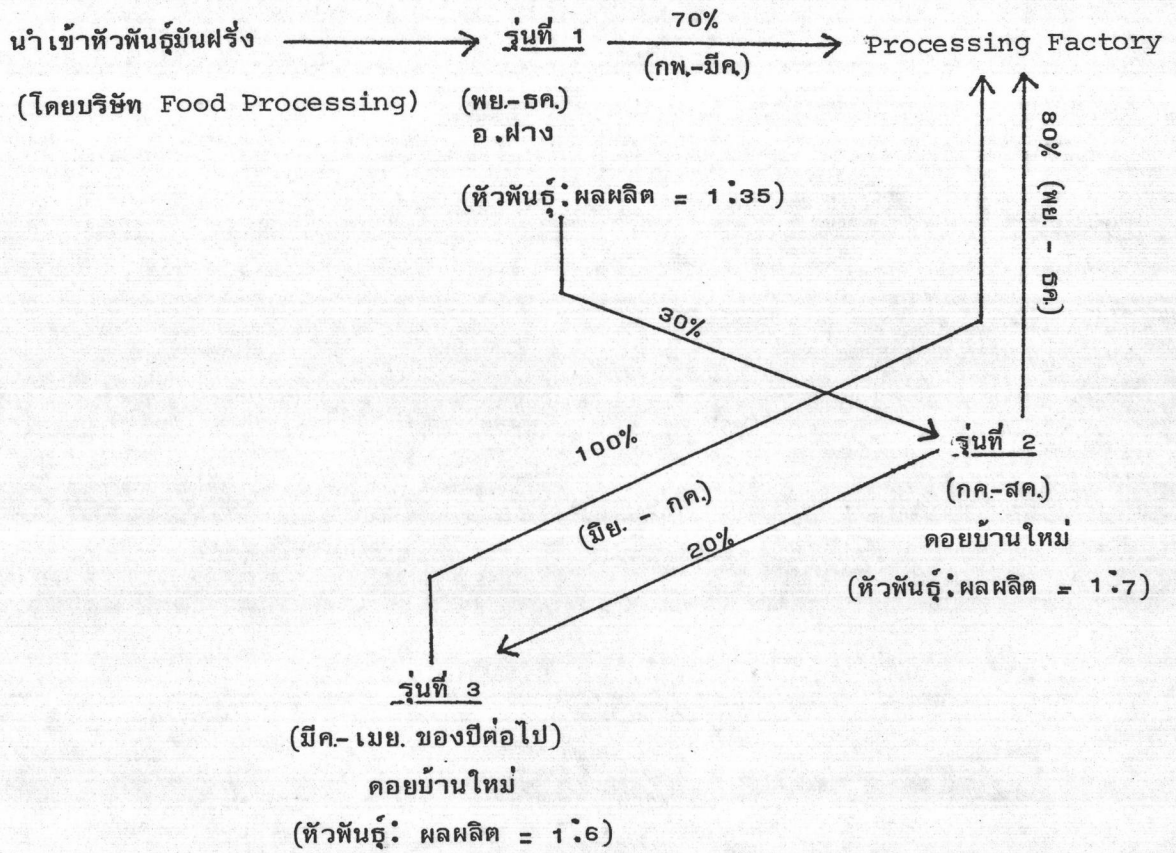 นำเข้าหัวพันธุ์มันฝรั่ง
(โดยบริษัท Food Processing)
รุ่นที่ 1
(พย.-ธค.)
อ.ฝาง
(หัวพันธุ์:ผลผลิต = 1:35)
70%
(กพ.-มีค.)
Processing Factory
80% (พย. - ธค.)
30%
รุ่นที่ 2
(กค.-สค.)
ดอยบ้านใหม่
(หัวพันธุ์:ผลผลิต = 1:7)
100%
(มิย. - กค.)
20%
รุ่นที่ 3
(มีค.-เมย. ของปีต่อไป)
ดอยบ้านใหม่
(หัวพันธุ์: ผลผลิต = 1:6)